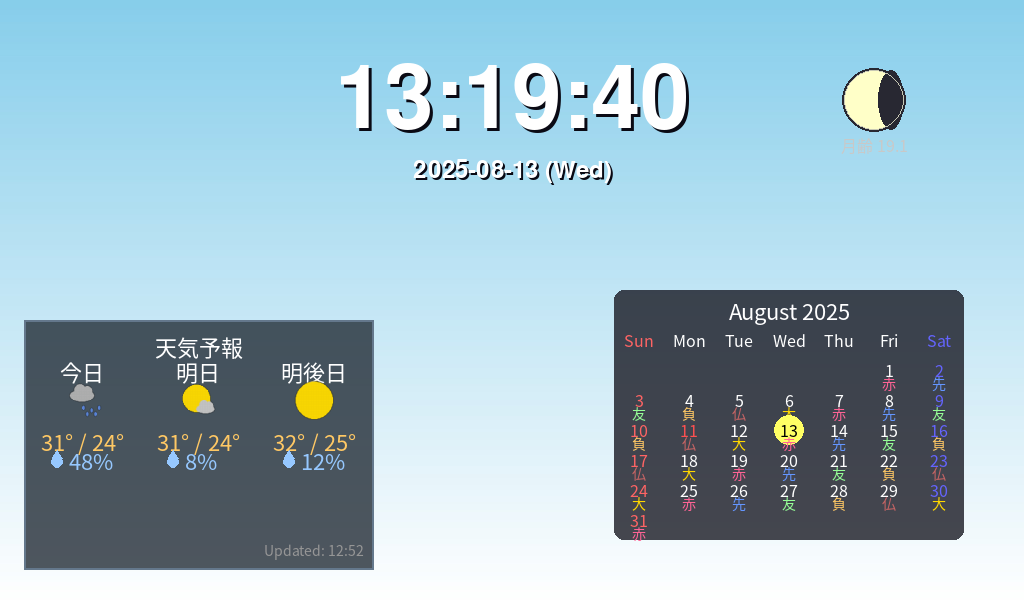 13:19:40
2025-08-13 (Wed)
天気予報
今日 明日 明後日
31° / 24° 31° / 24° 32° / 25°
48% 8% 12%
Updated: 12:52
August 2025
Sun Mon Tue Wed Thu Fri Sat
1 2
赤 先
3 4 5 6 7 8 9
友 負 仏 大 赤 先 友
10 11 12 13 14 15 16
負 仏 大 赤 先 友 負
17 18 19 20 21 22 23
仏 大 赤 先 友 負 仏
24 25 26 27 28 29 30
大 赤 先 友 負 仏 大
31
赤